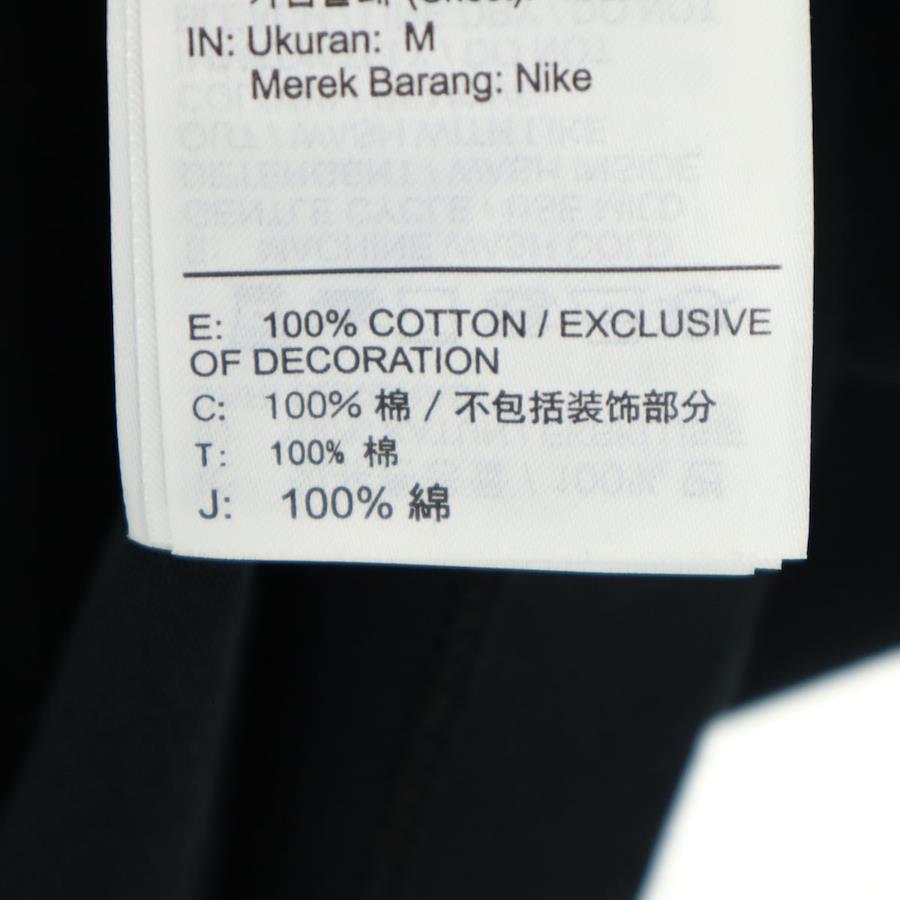 IN: Ukuran: M
Merek Barang: Nike
E: 100% COTTON / EXCLUSIVE
OF DECORATION
C: 100% 棉 / 不包括装饰部分
T: 100% 棉
J: 100% 綿